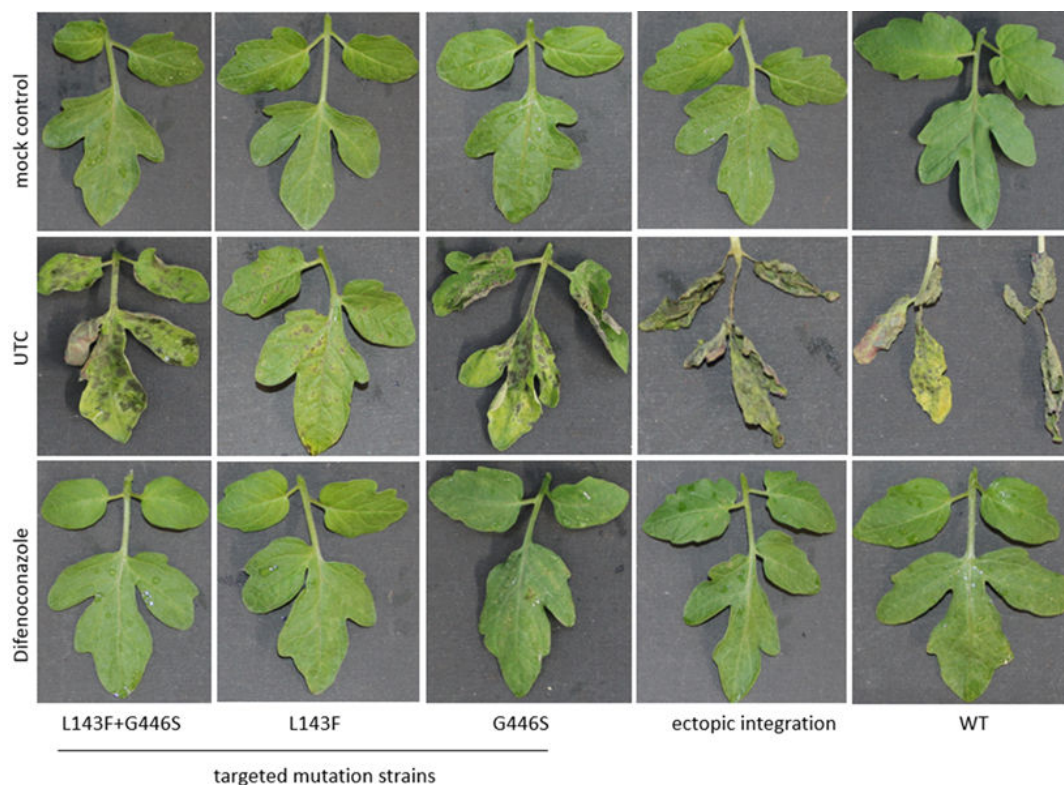 mock control
UTC
Difenoconazole
L143F+G446S L143F G446S ectopic integration WT
targeted mutation strains